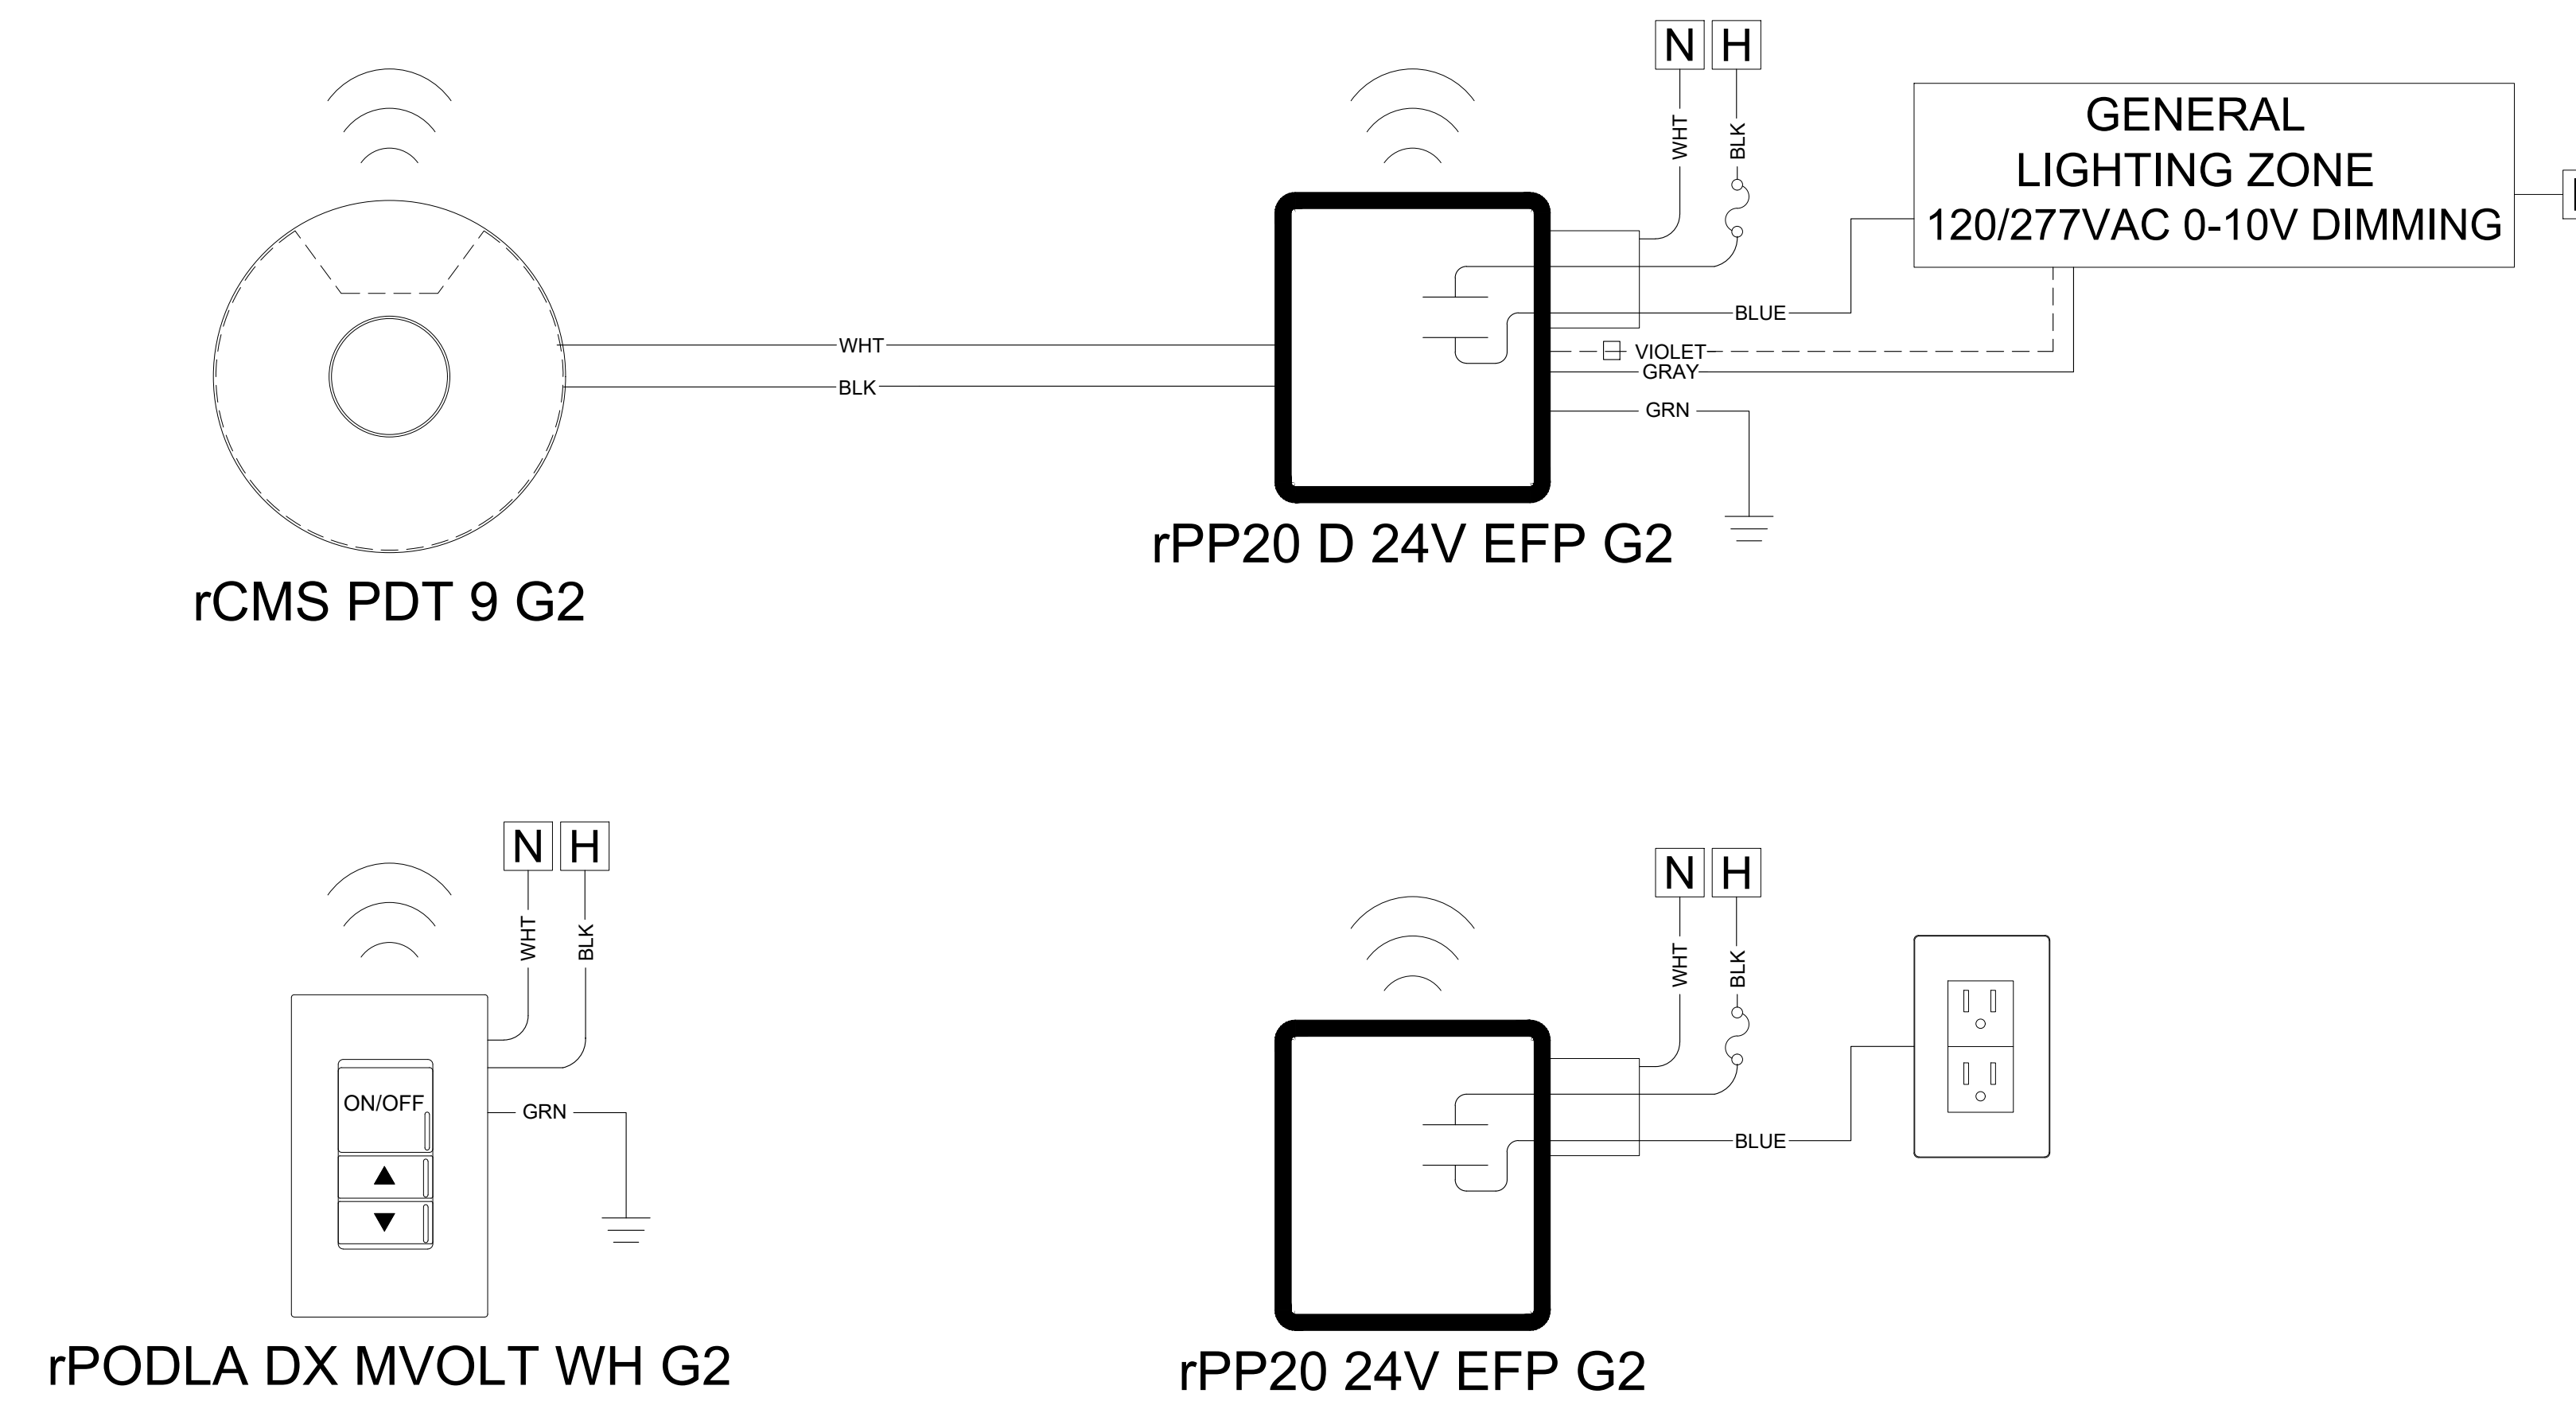 N H
WHT
BLK
GENERAL
LIGHTING ZONE
120/277VAC 0-10V DIMMING
BLUE
WHT
VIOLET
GRAY
BLK
GRN
rPP20 D 24V EFP G2
rCMS PDT 9 G2
N H
WHT
BLK
N H
WHT
BLK
ON/OFF
GRN
BLUE
rPODLA DX MVOLT WH G2
rPP20 24V EFP G2